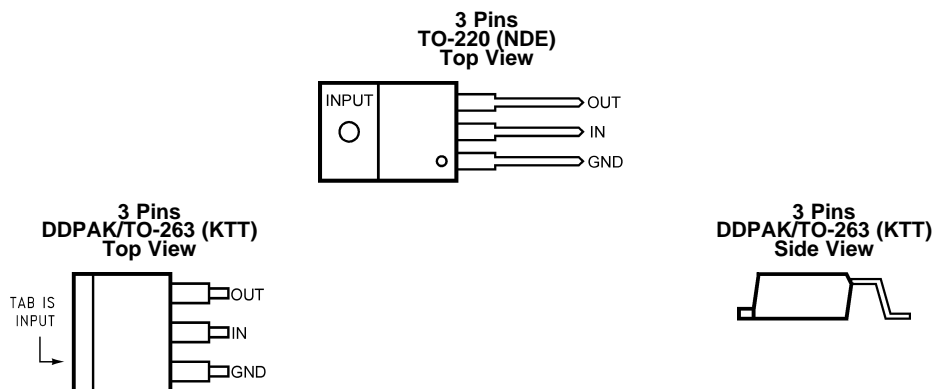 3 Pins
TO-220 (NDE)
Top View
INPUT
OUT
IN
GND
3 Pins
DDPAK/TO-263 (KTT)
Top View
TAB IS
INPUT
OUT
IN
GND
3 Pins
DDPAK/TO-263 (KTT)
Side View